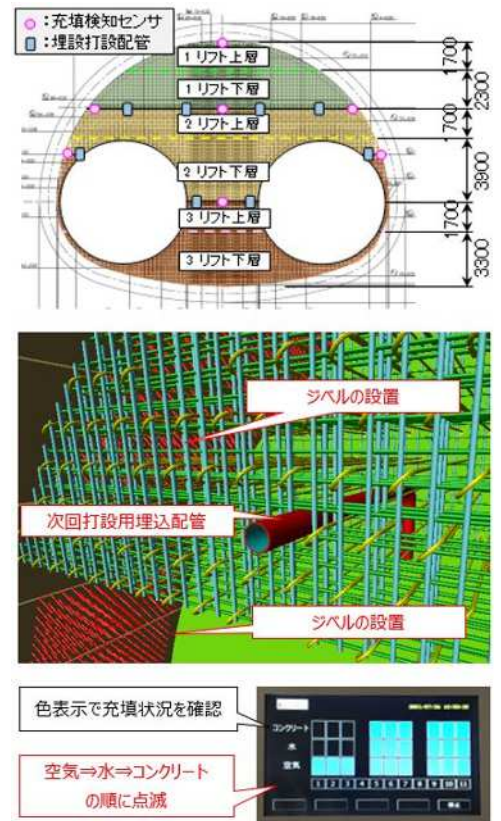 ：充填検知センサ
：埋設打設配管
1 リフト上層
1 リフト下層
2 リフト上層
2 リフト下層
3 リフト上層
3 リフト下層
1700
2300
1700
3900
1700
3300
ジベルの設置
次回打設用埋込配管
ジベルの設置
色表示で充填状況を確認
空気⇒水⇒コンクリート
の順に点滅
コンクリート
水
空気
1 2 3 4 5 6 7 8 9 10 11
停止